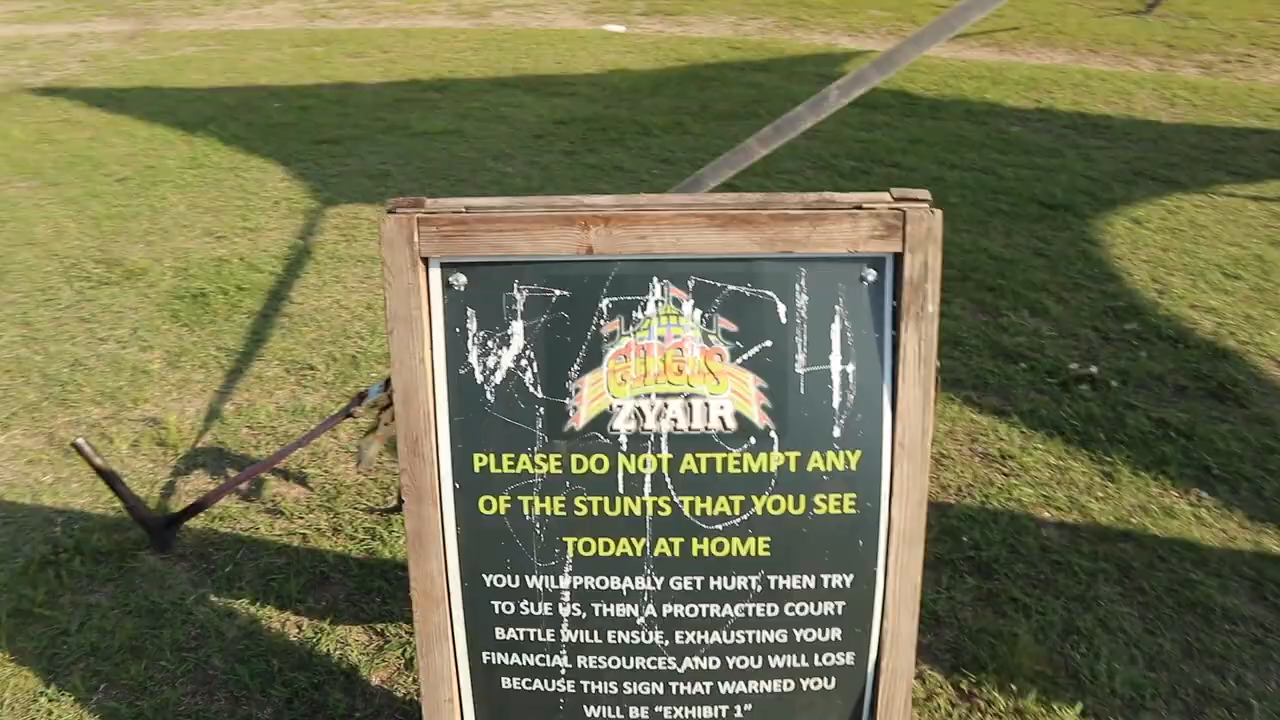 CIRCUS
ZYAIR
PLEASE DO NOT ATTEMPT ANY
OF THE STUNTS THAT YOU SEE
TODAY AT HOME
YOU WILL PROBABLY GET HURT, THEN TRY
TO SUE US, THEN A PROTRACTED COURT
BATTLE WILL ENSUE, EXHAUSTING YOUR
FINANCIAL RESOURCES, AND YOU WILL LOSE
BECAUSE THIS SIGN THAT WARNED YOU
WILL BE "EXHIBIT 1"